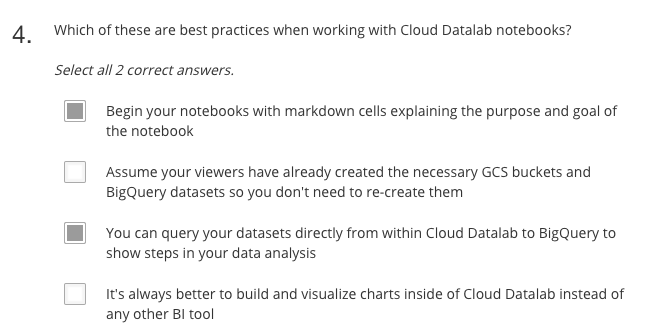 4. Which of these are best practices when working with Cloud Datalab notebooks?
Select all 2 correct answers.
Begin your notebooks with markdown cells explaining the purpose and goal of
the notebook
Assume your viewers have already created the necessary GCS buckets and
BigQuery datasets so you don't need to re-create them
You can query your datasets directly from within Cloud Datalab to BigQuery to
show steps in your data analysis
It's always better to build and visualize charts inside of Cloud Datalab instead of
any other BI tool